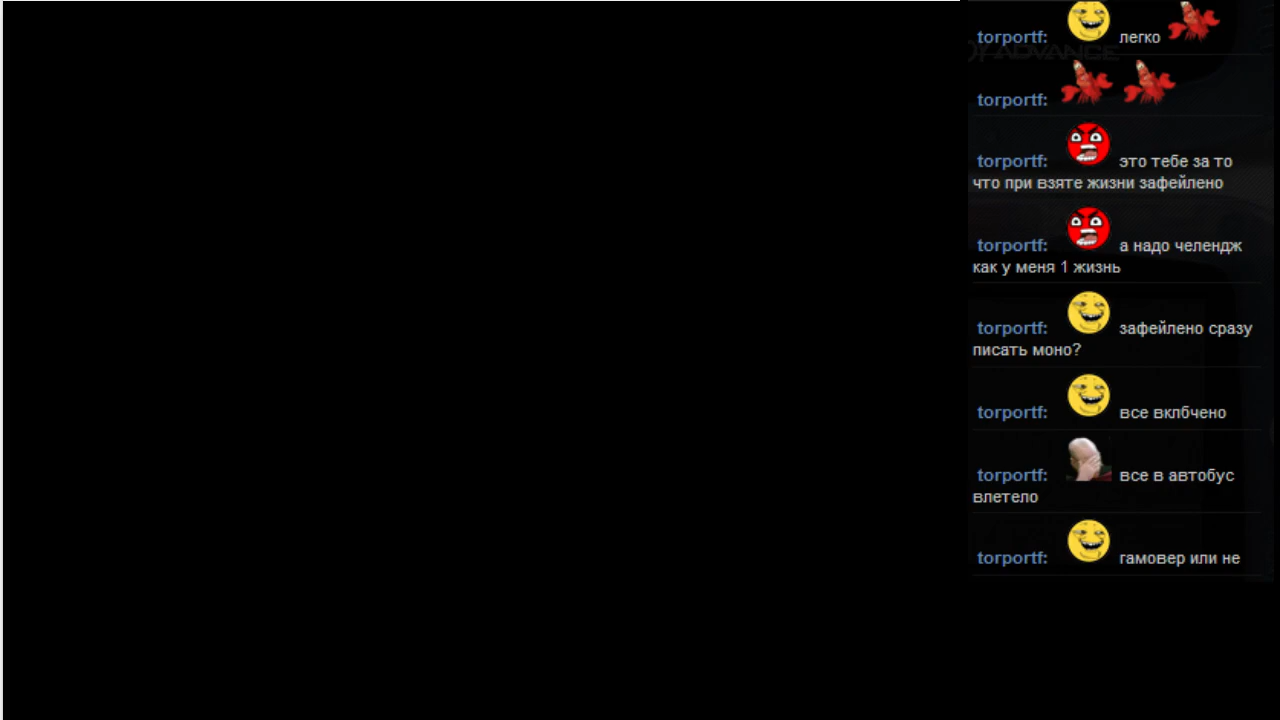 torportf: легко
ADVANCE
torportf:
torportf: это тебе за то
что при взяте жизни зафейлено
torportf: а надо челендж
как у меня 1 жизнь
torportf: зафейлено сразу
писать моно?
torportf: все вклбчено
torportf: все в автобус
влетело
torportf: гамовер или не